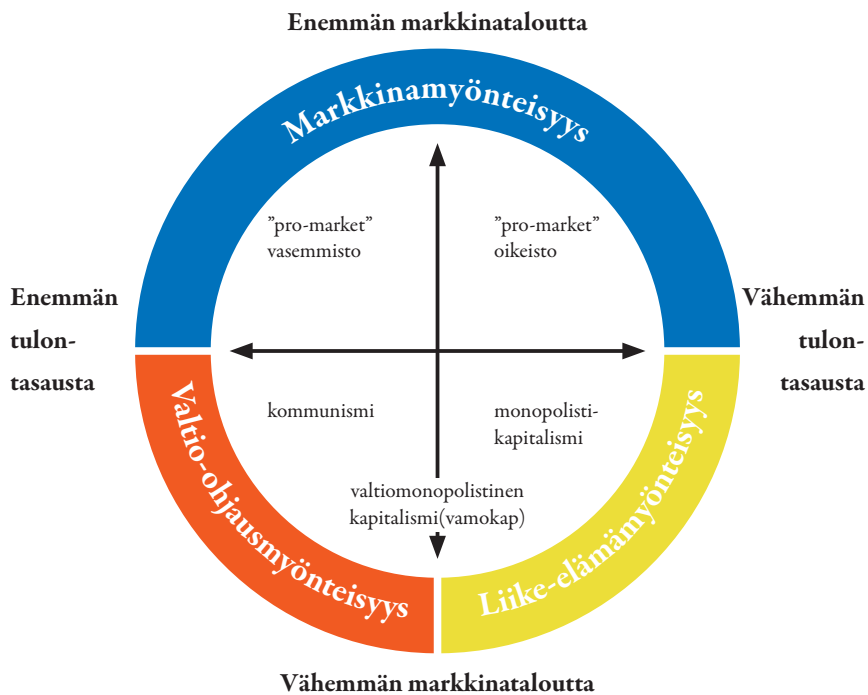 Enemmän markkinataloutta
Markkinamyönteisyys
”pro-market”
vasemmisto
”pro-market”
oikeisto
Enemmän
tulon-
tasausta
Vähemmän
tulon-
tasausta
kommunismi
monopolisti-
kapitalismi
valtiomonopolistinen
kapitalismi(vamokap)
Valtio-ohjausmyönteisyys
Liike-elämämyönteisyys
Vähemmän markkinataloutta